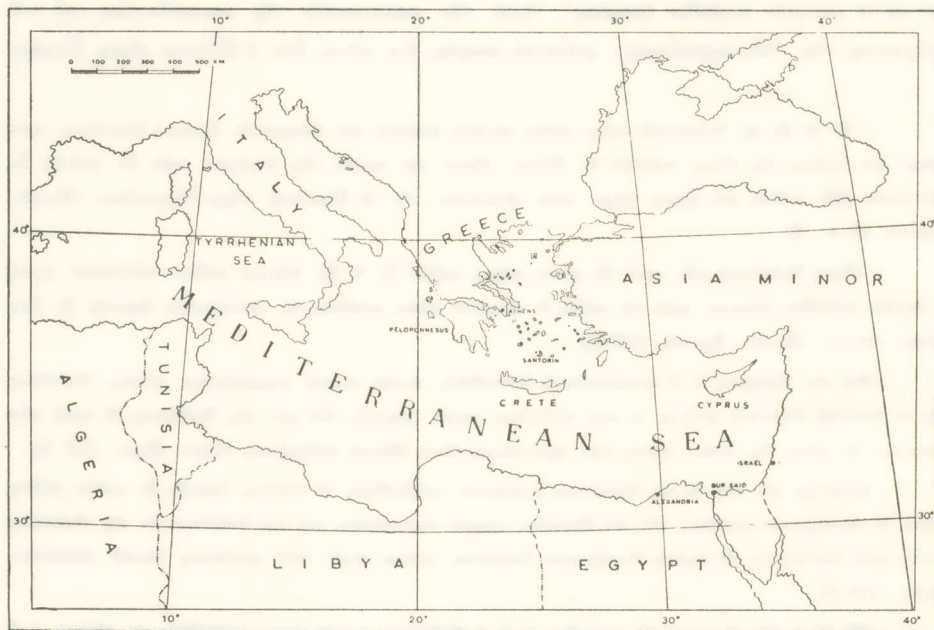 10° 20° 30° 40°
0 100 200 300 400 500 KM
ITALY
GREECE
40° 40°
TYRRHENIAN
SEA
ASIA MINOR
ATHENS
PELOPONNESUS
SANTORIN
MEDITERRANEAN SEA
CRETE
CYPRUS
TUNISIA
ALGERIA
ISRAEL
BUR SAID
ALEXANDRIA
30° 30°
LIBYA EGYPT
10° 20° 30° 40°